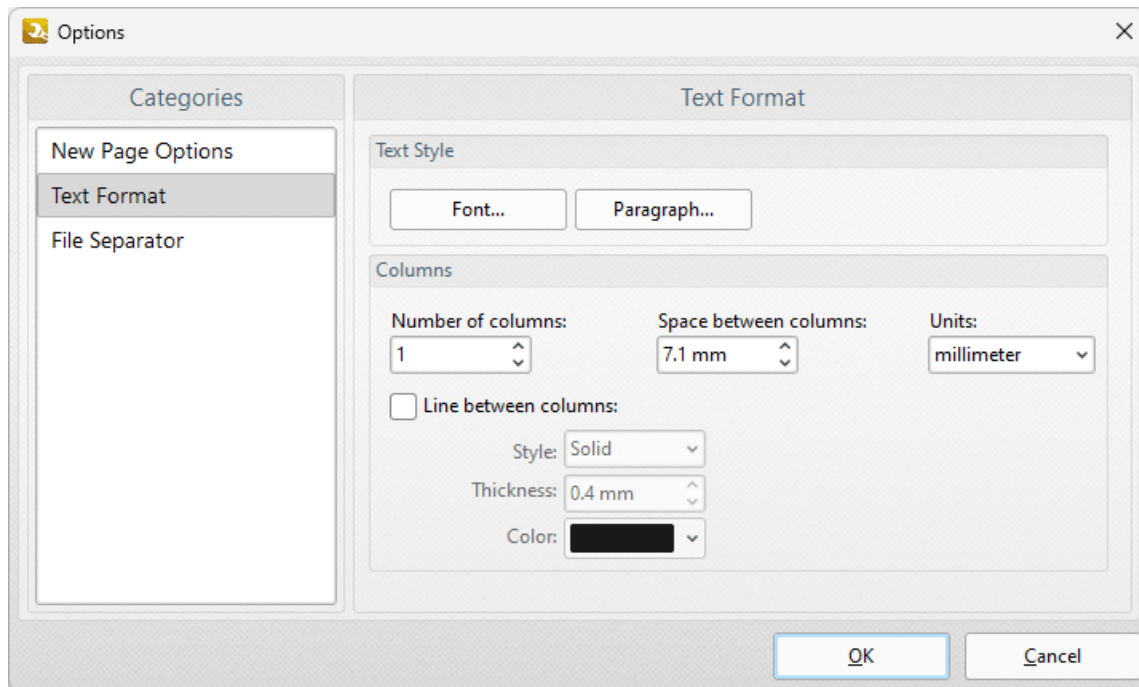 Options
Categories
New Page Options
Text Format
File Separator
Text Format
Text Style
Font...
Paragraph...
Columns
Number of columns:
Space between columns:
Units:
1
7.1 mm
millimeter
Line between columns:
Style: Solid
Thickness: 0.4 mm
Color:
OK
Cancel